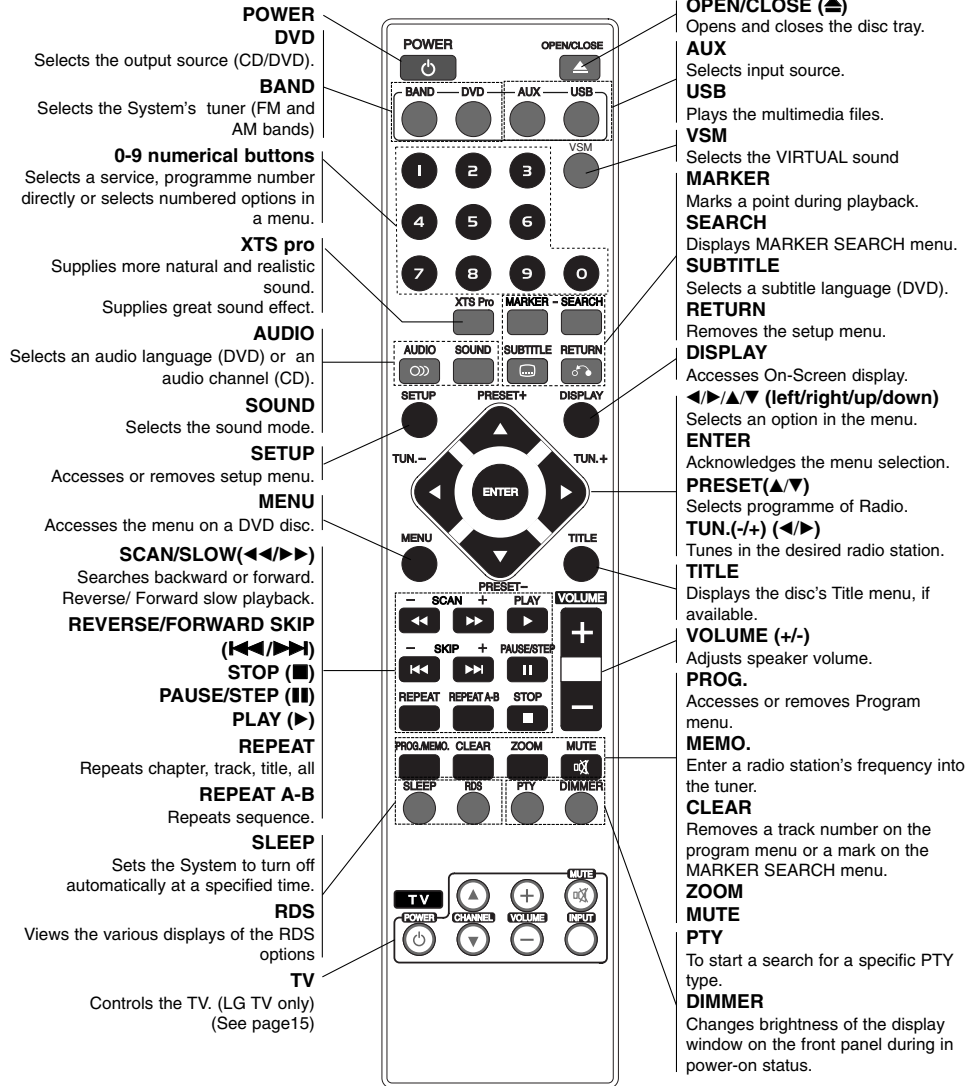 POWER
DVD
Selects the output source (CD/DVD).
BAND
Selects the System's tuner (FM and
AM bands)
0-9 numerical buttons
Selects a service, programme number
directly or selects numbered options in
a menu.
XTS pro
Supplies more natural and realistic
sound.
Supplies great sound effect.
AUDIO
Selects an audio language (DVD) or an
audio channel (CD).
SOUND
Selects the sound mode.
SETUP
Accesses or removes setup menu.
MENU
Accesses the menu on a DVD disc.
SCAN/SLOW(◀◀/▶▶)
Searches backward or forward.
Reverse/ Forward slow playback.
REVERSE/FORWARD SKIP
(|◀◀/▶▶|)
STOP (■)
PAUSE/STEP (❚❚)
PLAY (▶)
REPEAT
Repeats chapter, track, title, all
REPEAT A-B
Repeats sequence.
SLEEP
Sets the System to turn off
automatically at a specified time.
RDS
Views the various displays of the RDS
options
TV
Controls the TV. (LG TV only)
(See page15)
POWER OPEN/CLOSE
BAND DVD AUX USB
VSM
1 2 3
4 5 6
7 8 9 0
XTS Pro MARKER - SEARCH
AUDIO SOUND SUBTITLE RETURN
SETUP PRESET+ DISPLAY
TUN.- TUN.+
ENTER
MENU TITLE
PRESET-
- SCAN + PLAY VOLUME
+
- SKIP + PAUSE/STEP
REPEAT REPEAT A-B STOP
-
PROG./MEMO. CLEAR ZOOM MUTE
SLEEP RDS PTY DIMMER
MUTE
TV
POWER CHANNEL VOLUME INPUT
OPEN/CLOSE (⏏)
Opens and closes the disc tray.
AUX
Selects input source.
USB
Plays the multimedia files.
VSM
Selects the VIRTUAL sound
MARKER
Marks a point during playback.
SEARCH
Displays MARKER SEARCH menu.
SUBTITLE
Selects a subtitle language (DVD).
RETURN
Removes the setup menu.
DISPLAY
Accesses On-Screen display.
◀/▶/▲/▼ (left/right/up/down)
Selects an option in the menu.
ENTER
Acknowledges the menu selection.
PRESET(▲/▼)
Selects programme of Radio.
TUN.(-/+) (◀/▶)
Tunes in the desired radio station.
TITLE
Displays the disc's Title menu, if
available.
VOLUME (+/-)
Adjusts speaker volume.
PROG.
Accesses or removes Program
menu.
MEMO.
Enter a radio station's frequency into
the tuner.
CLEAR
Removes a track number on the
program menu or a mark on the
MARKER SEARCH menu.
ZOOM
MUTE
PTY
To start a search for a specific PTY
type.
DIMMER
Changes brightness of the display
window on the front panel during in
power-on status.